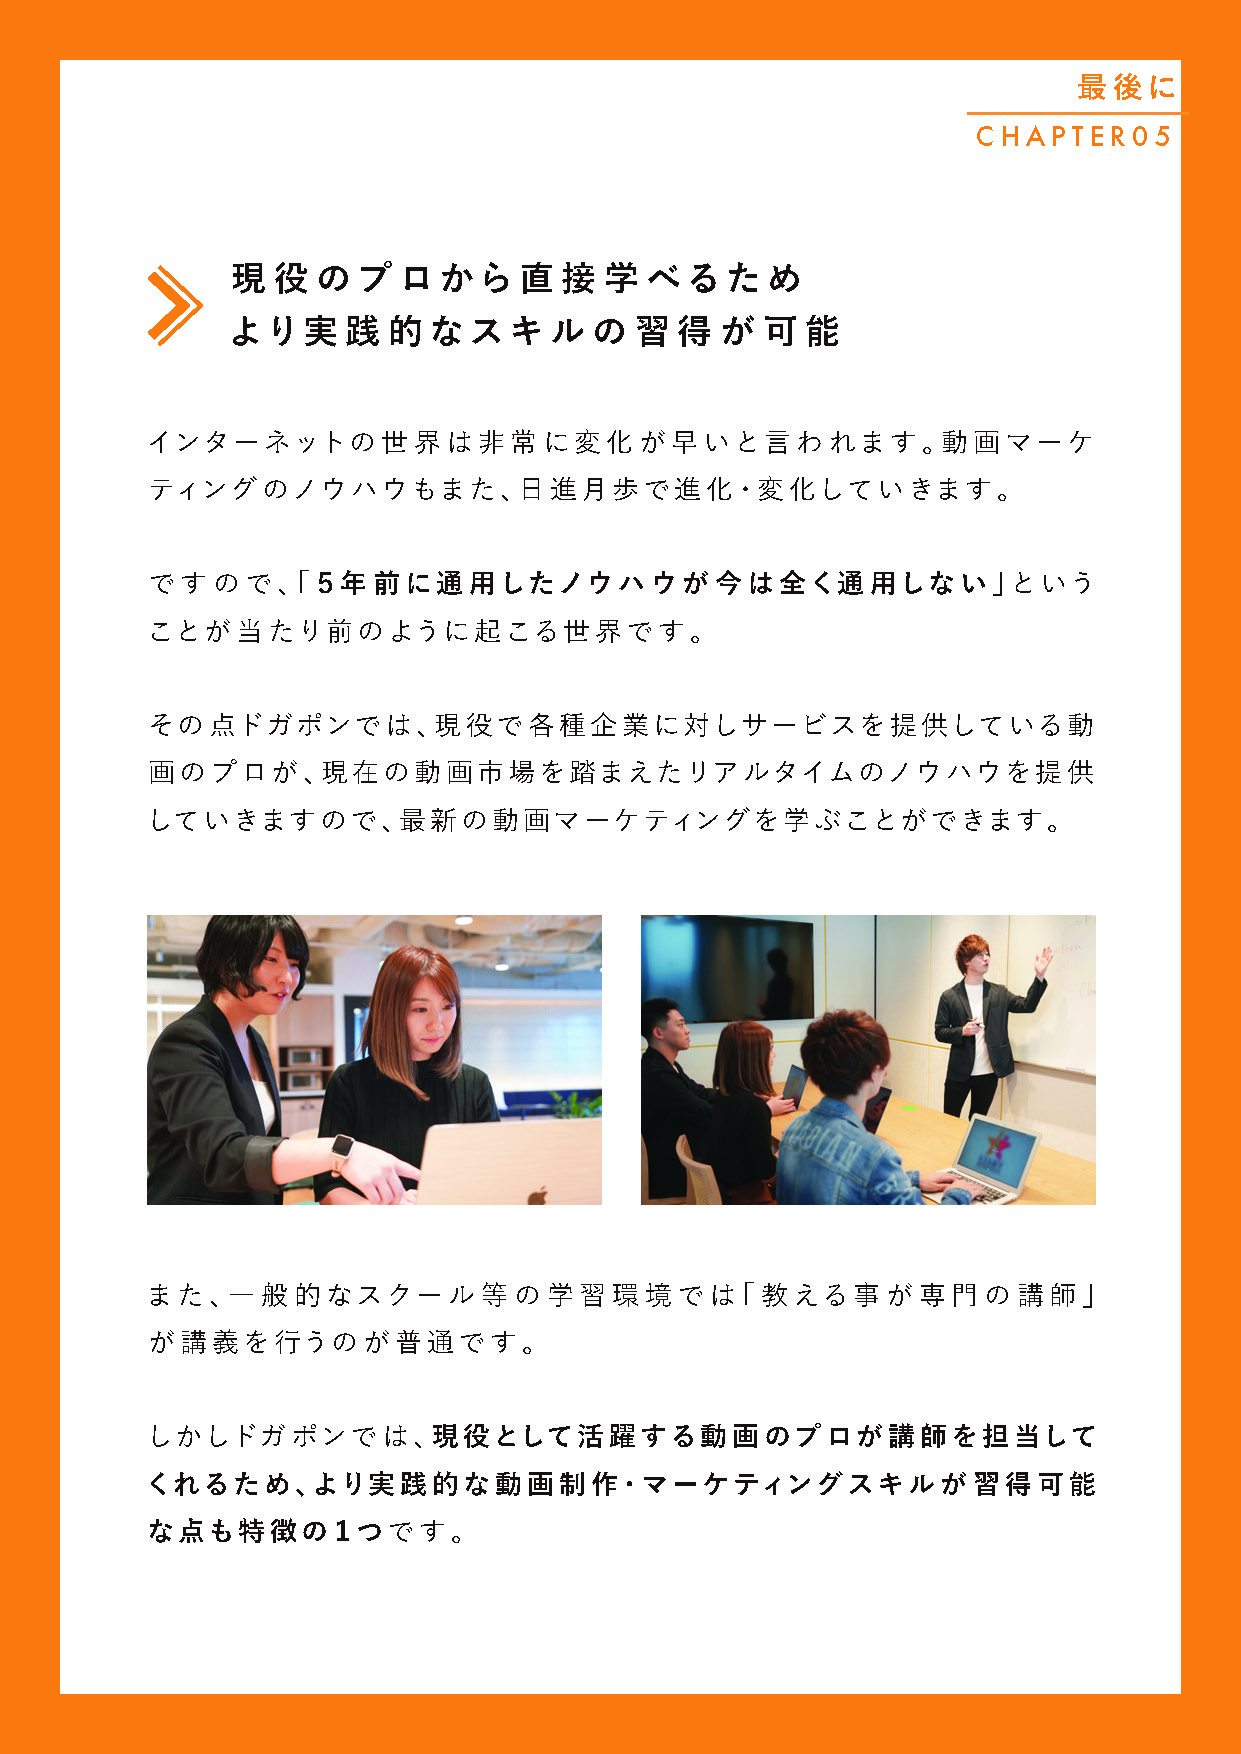 最後に
CHAPTER05
現役のプロから直接学べるため
より実践的なスキルの習得が可能
インターネットの世界は非常に変化が早いと言われます。動画マーケ
ティングのノウハウもまた、日進月歩で進化・変化していきます。
ですので、「5年前に通用したノウハウが今は全く通用しない」という
ことが当たり前のように起こる世界です。
その点ドガポンでは、現役で各種企業に対しサービスを提供している動
画のプロが、現在の動画市場を踏まえたリアルタイムのノウハウを提供
していきますので、最新の動画マーケティングを学ぶことができます。
また、一般的なスクール等の学習環境では「教える事が専門の講師」
が講義を行うのが普通です。
しかしドガポンでは、現役として活躍する動画のプロが講師を担当して
くれるため、より実践的な動画制作・マーケティングスキルが習得可能
な点も特徴の1つです。